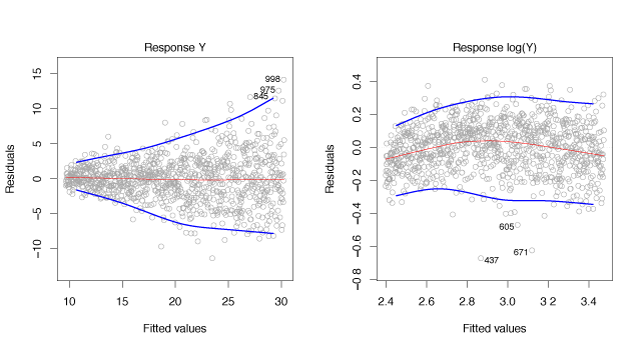 Response Y
Residuals
15
10
5
0
−5
−10
998
975
845
10 15 20 25 30
Fitted values
Response log(Y)
Residuals
0.4
0.2
0.0
−0.2
−0.4
−0.6
−0.8
605
671
437
2.4 2.6 2.8 3.0 3 2 3.4
Fitted values